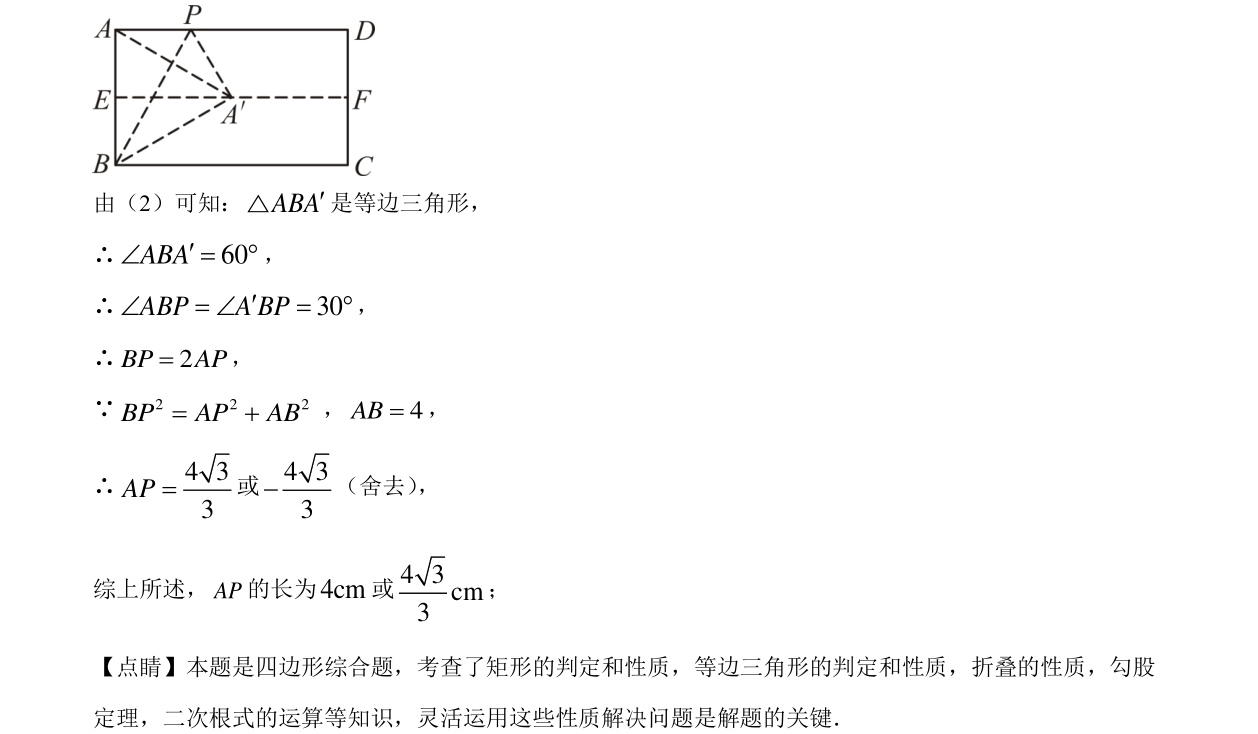 A P D
E A′ F
B C
由（2）可知：△ABA′是等边三角形，
∴∠ABA′=60°，
∴∠ABP=∠A′BP=30°，
∴BP=2AP，
∵BP²=AP²+AB²，AB=4，
∴AP=4√3/3或−4√3/3（舍去），
综上所述，AP的长为4cm或4√3/3cm；
【点睛】本题是四边形综合题，考查了矩形的判定和性质，等边三角形的判定和性质，折叠的性质，勾股
定理，二次根式的运算等知识，灵活运用这些性质解决问题是解题的关键．